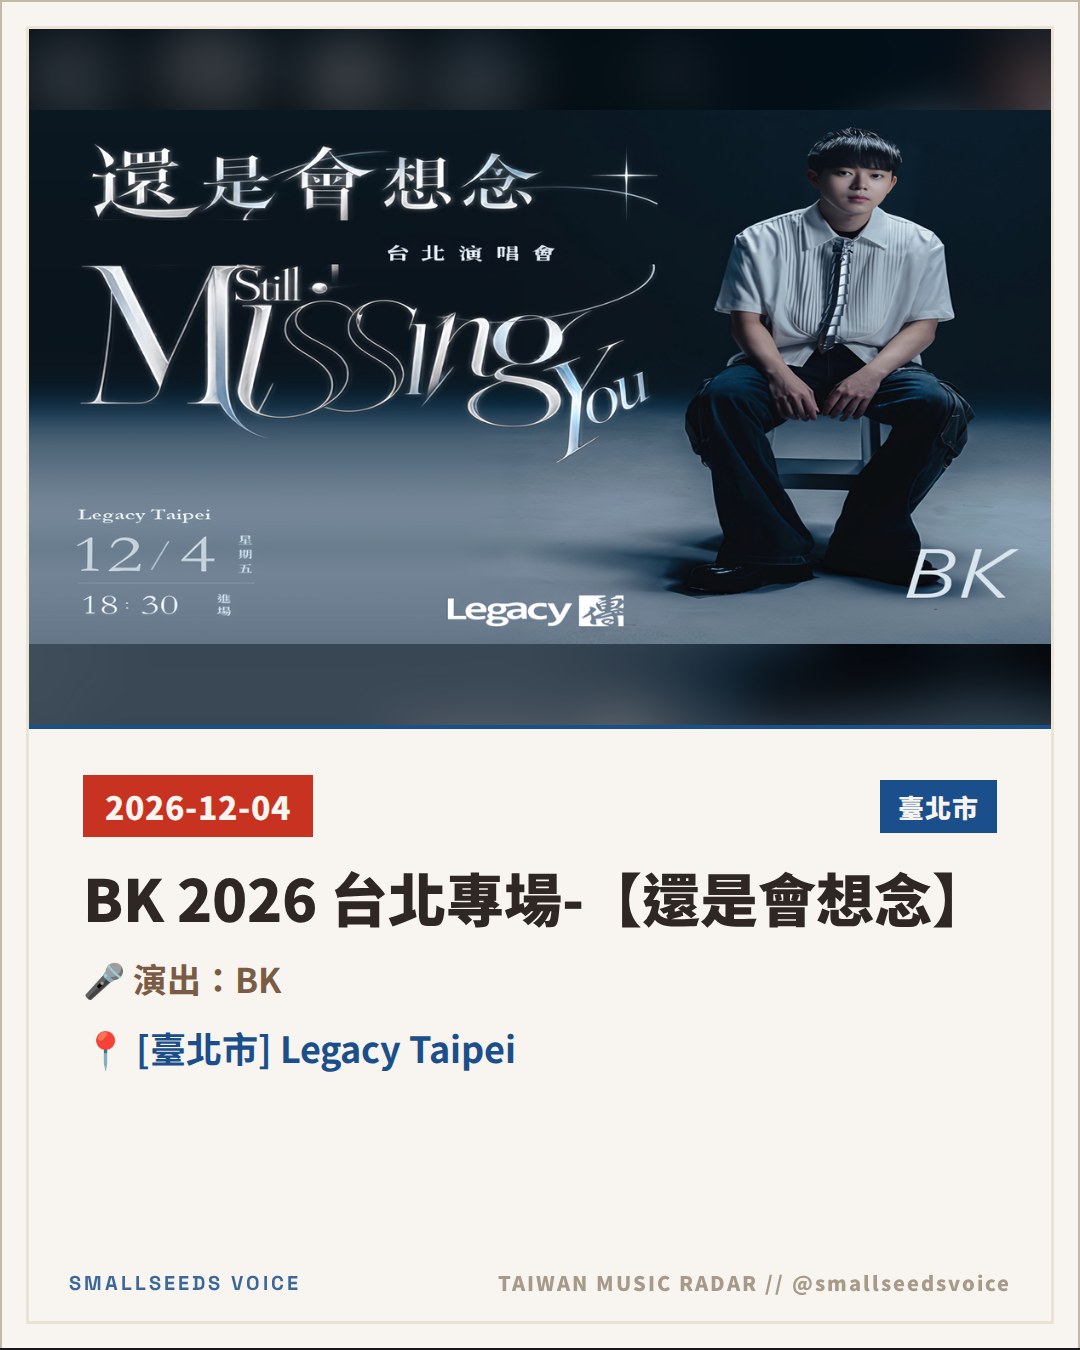 還是會想念
台北演唱會
Still Missing You
Legacy Taipei
12/4 星期五
18:30 進場
Legacy 傳
BK
2026-12-04
臺北市
BK 2026 台北專場-【還是會想念】
🎤 演出：BK
📍 [臺北市] Legacy Taipei
SMALLSEEDS VOICE
TAIWAN MUSIC RADAR // @smallseedsvoice